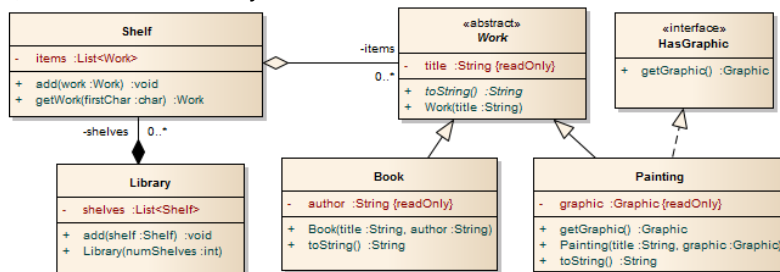 Shelf
- items :List<Work>
+ add(work :Work) :void
+ getWork(firstChar :char) :Work
-items
0..*
«abstract»
Work
- title :String {readOnly}
+ toString() :String
+ Work(title :String)
«interface»
HasGraphic
+ getGraphic() :Graphic
-shelves 0..*
Library
- shelves :List<Shelf>
+ add(shelf :Shelf) :void
+ Library(numShelves :int)
Book
- author :String {readOnly}
+ Book(title :String, author :String)
+ toString() :String
Painting
- graphic :Graphic {readOnly}
+ getGraphic() :Graphic
+ Painting(title :String, graphic :Graphic)
+ toString() :String